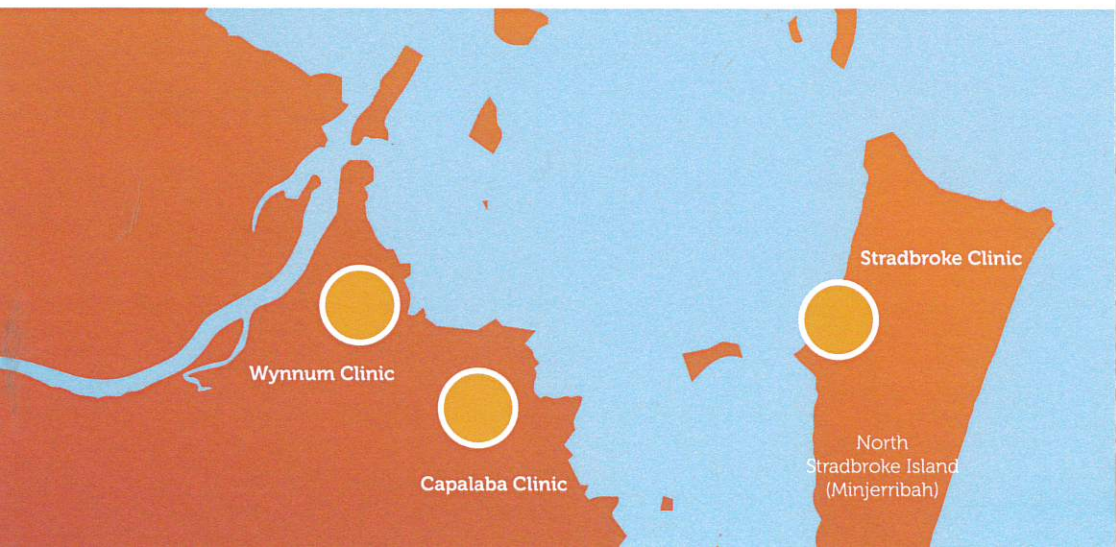 Stradbroke Clinic
Wynnum Clinic
Capalaba Clinic
North
Stradbroke Island
(Minjerribah)